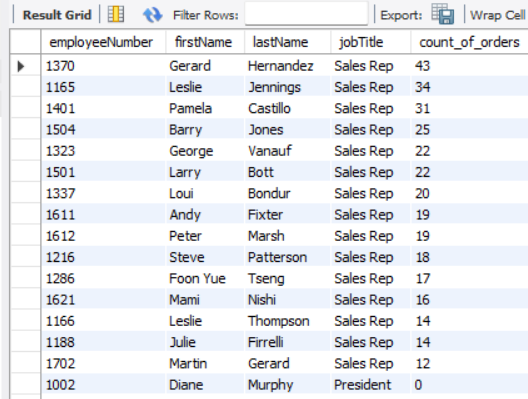 Result Grid Filter Rows: Export: Wrap Cell
employeeNumber firstName lastName jobTitle count_of_orders
1370 Gerard Hernandez Sales Rep 43
1165 Leslie Jennings Sales Rep 34
1401 Pamela Castillo Sales Rep 31
1504 Barry Jones Sales Rep 25
1323 George Vanauf Sales Rep 22
1501 Larry Bott Sales Rep 22
1337 Loui Bondur Sales Rep 20
1611 Andy Fixter Sales Rep 19
1612 Peter Marsh Sales Rep 19
1216 Steve Patterson Sales Rep 18
1286 Foon Yue Tseng Sales Rep 17
1621 Mami Nishi Sales Rep 16
1166 Leslie Thompson Sales Rep 14
1188 Julie Firrelli Sales Rep 14
1702 Martin Gerard Sales Rep 12
1002 Diane Murphy President 0